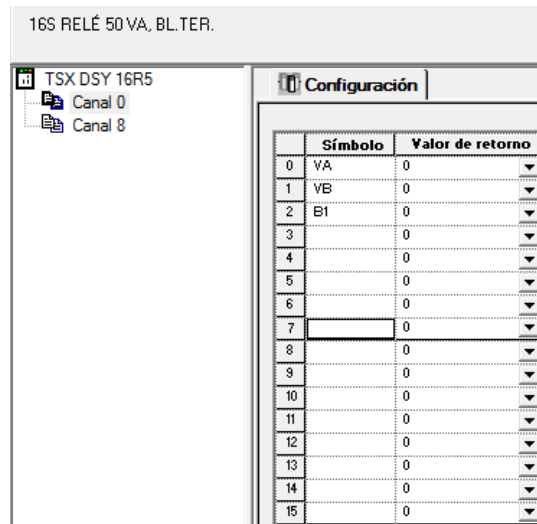 16S RELÉ 50 VA, BL.TER.
TSX DSY 16R5
Canal 0
Canal 8
Configuración
Símbolo Valor de retorno
0 VA 0
1 VB 0
2 B1 0
3 0
4 0
5 0
6 0
7 0
8 0
9 0
10 0
11 0
12 0
13 0
14 0
15 0